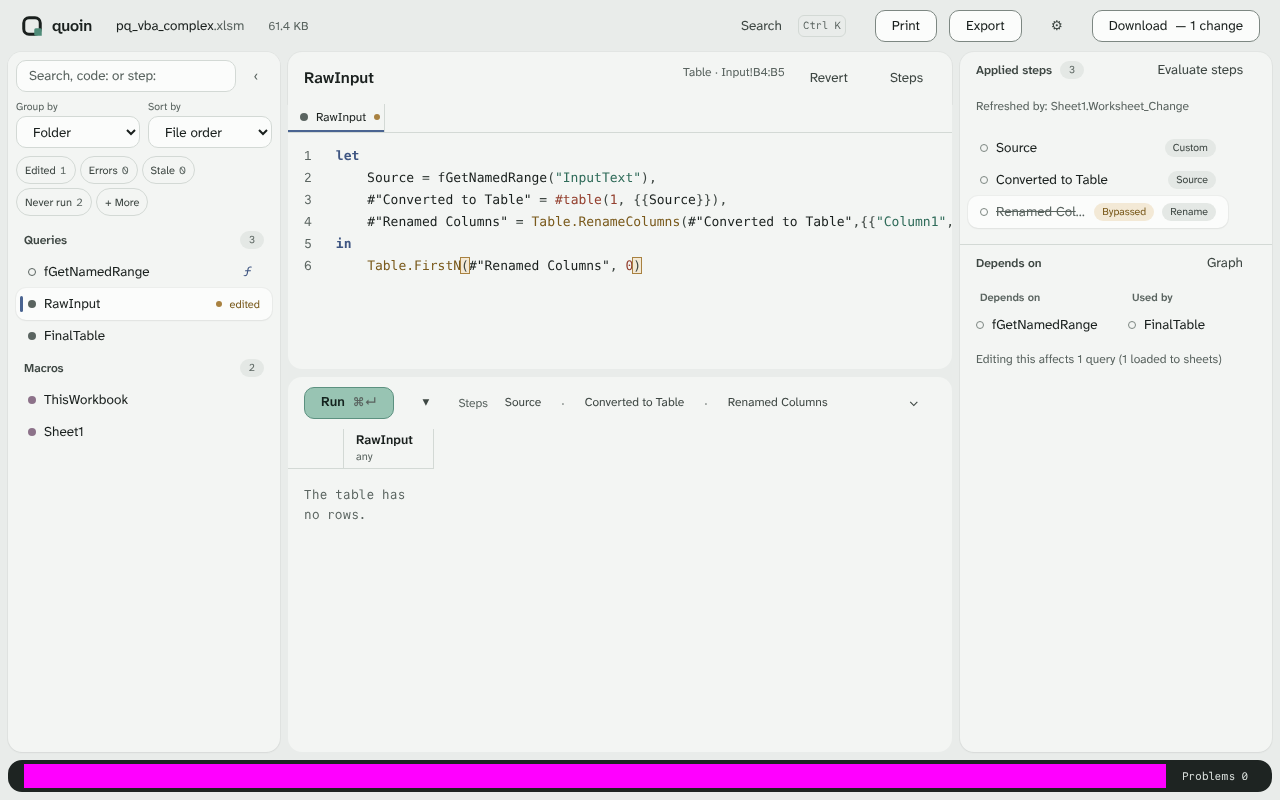 quoin
pq_vba_complex.xlsm
61.4 KB
Search
Ctrl K
Print
Export
Download — 1 change
Search, code: or step:
Group by
Sort by
Folder
File order
Edited 1
Errors 0
Stale 0
Never run 2
+ More
Queries
3
fGetNamedRange
RawInput
edited
FinalTable
Macros
2
ThisWorkbook
Sheet1
RawInput
Table · Input!B4:B5
Revert
Steps
RawInput
1 let
2 Source = fGetNamedRange("InputText"),
3 #"Converted to Table" = #table(1, {{Source}}),
4 #"Renamed Columns" = Table.RenameColumns(#"Converted to Table",{{"Column1",
5 in
6 Table.FirstN(#"Renamed Columns", 0)
Run ⌘↵
Steps
Source
·
Converted to Table
·
Renamed Columns
RawInput
any
The table has
no rows.
Applied steps
3
Evaluate steps
Refreshed by: Sheet1.Worksheet_Change
Source
Custom
Converted to Table
Source
Renamed Col...
Bypassed
Rename
Depends on
Graph
Depends on
Used by
fGetNamedRange
FinalTable
Editing this affects 1 query (1 loaded to sheets)
Problems 0